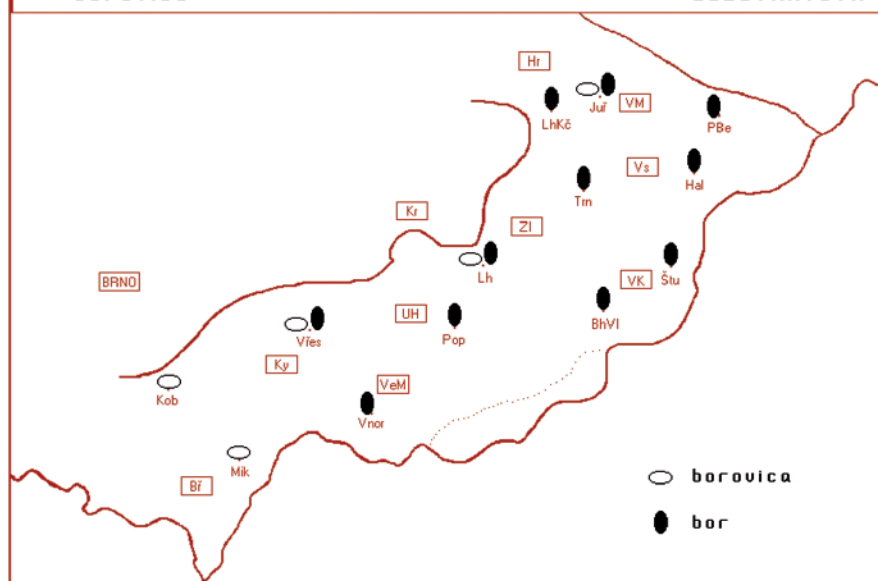 Hr
Juř
VM
LhKč
PBe
Vs
Hal
Trn
Kr
Zl
Lh
BRNO
VK
Štu
UH
BhVl
Pop
Vřes
Ky
VeM
Kob
Vnor
Mik
Bř
borovica
bor